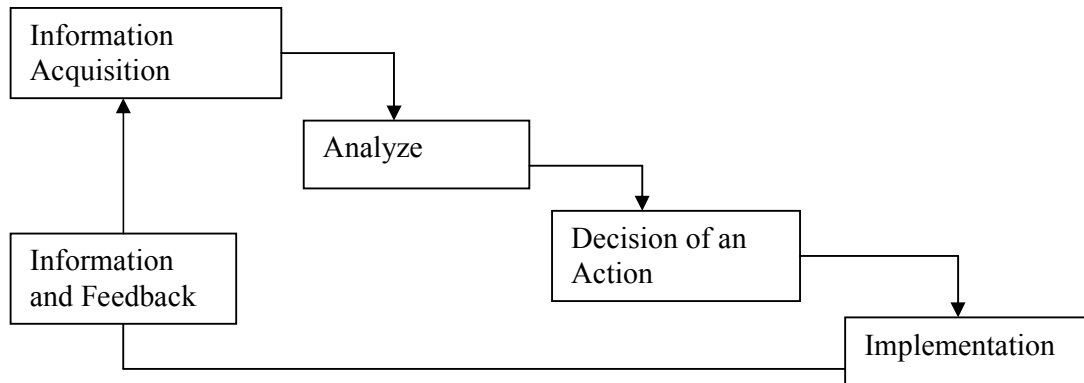 Information
Acquisition
Analyze
Decision of an
Action
Information
and Feedback
Implementation